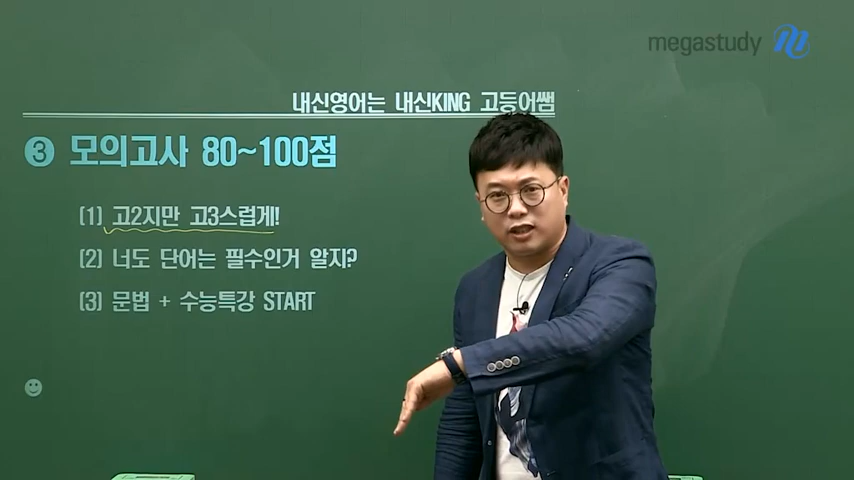 megastudy
내신영어는 내신KING 고등어쌤
❸ 모의고사 80~100점
(1) 고2지만 고3스럽게!
(2) 너도 단어는 필수인거 알지?
(3) 문법 + 수능특강 START